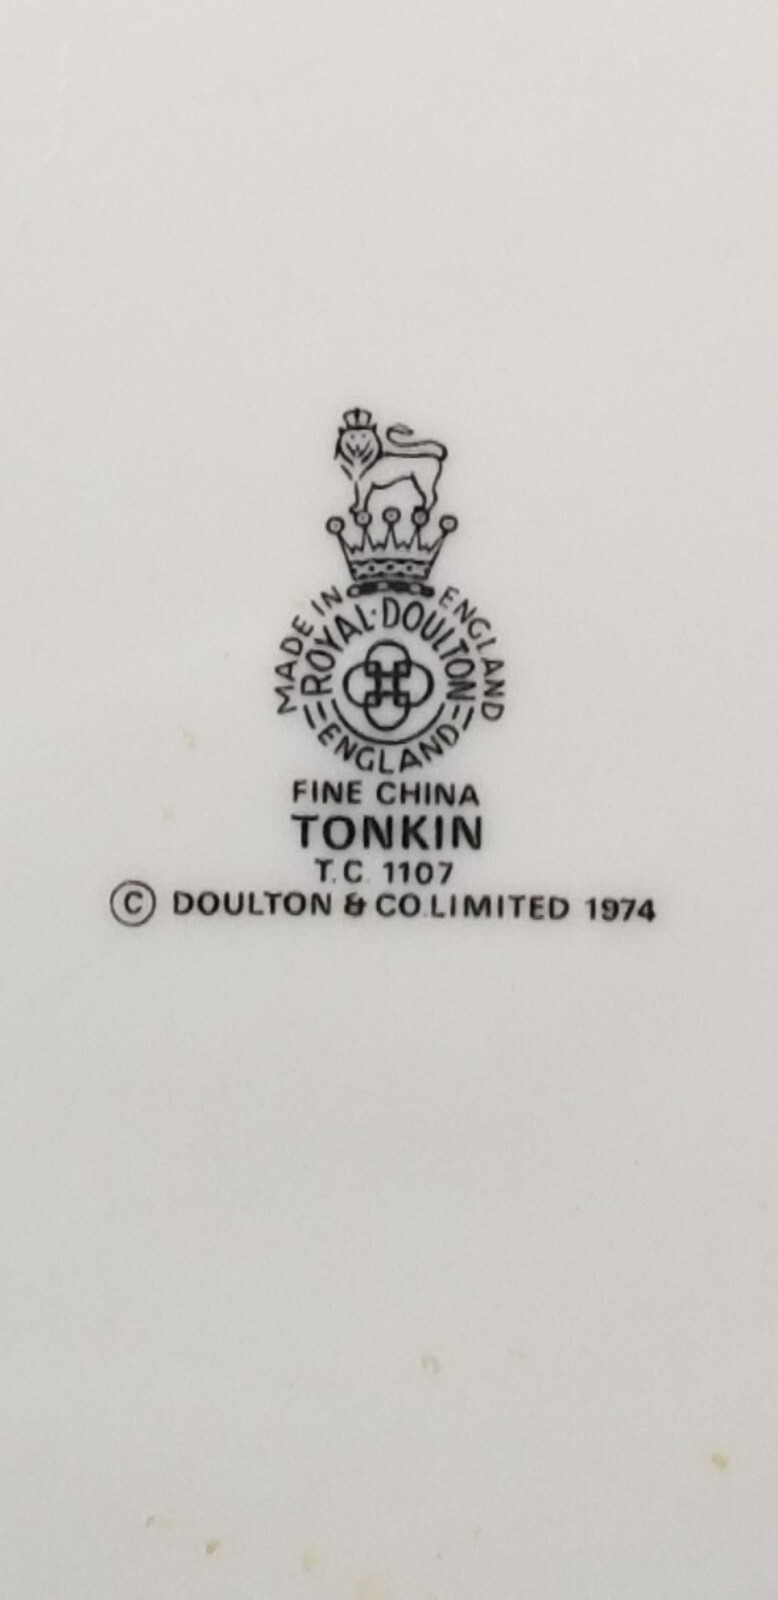 MADE IN ENGLAND
ROYAL·DOULTON
ENGLAND
FINE CHINA
TONKIN
T.C. 1107
© DOULTON & CO.LIMITED 1974